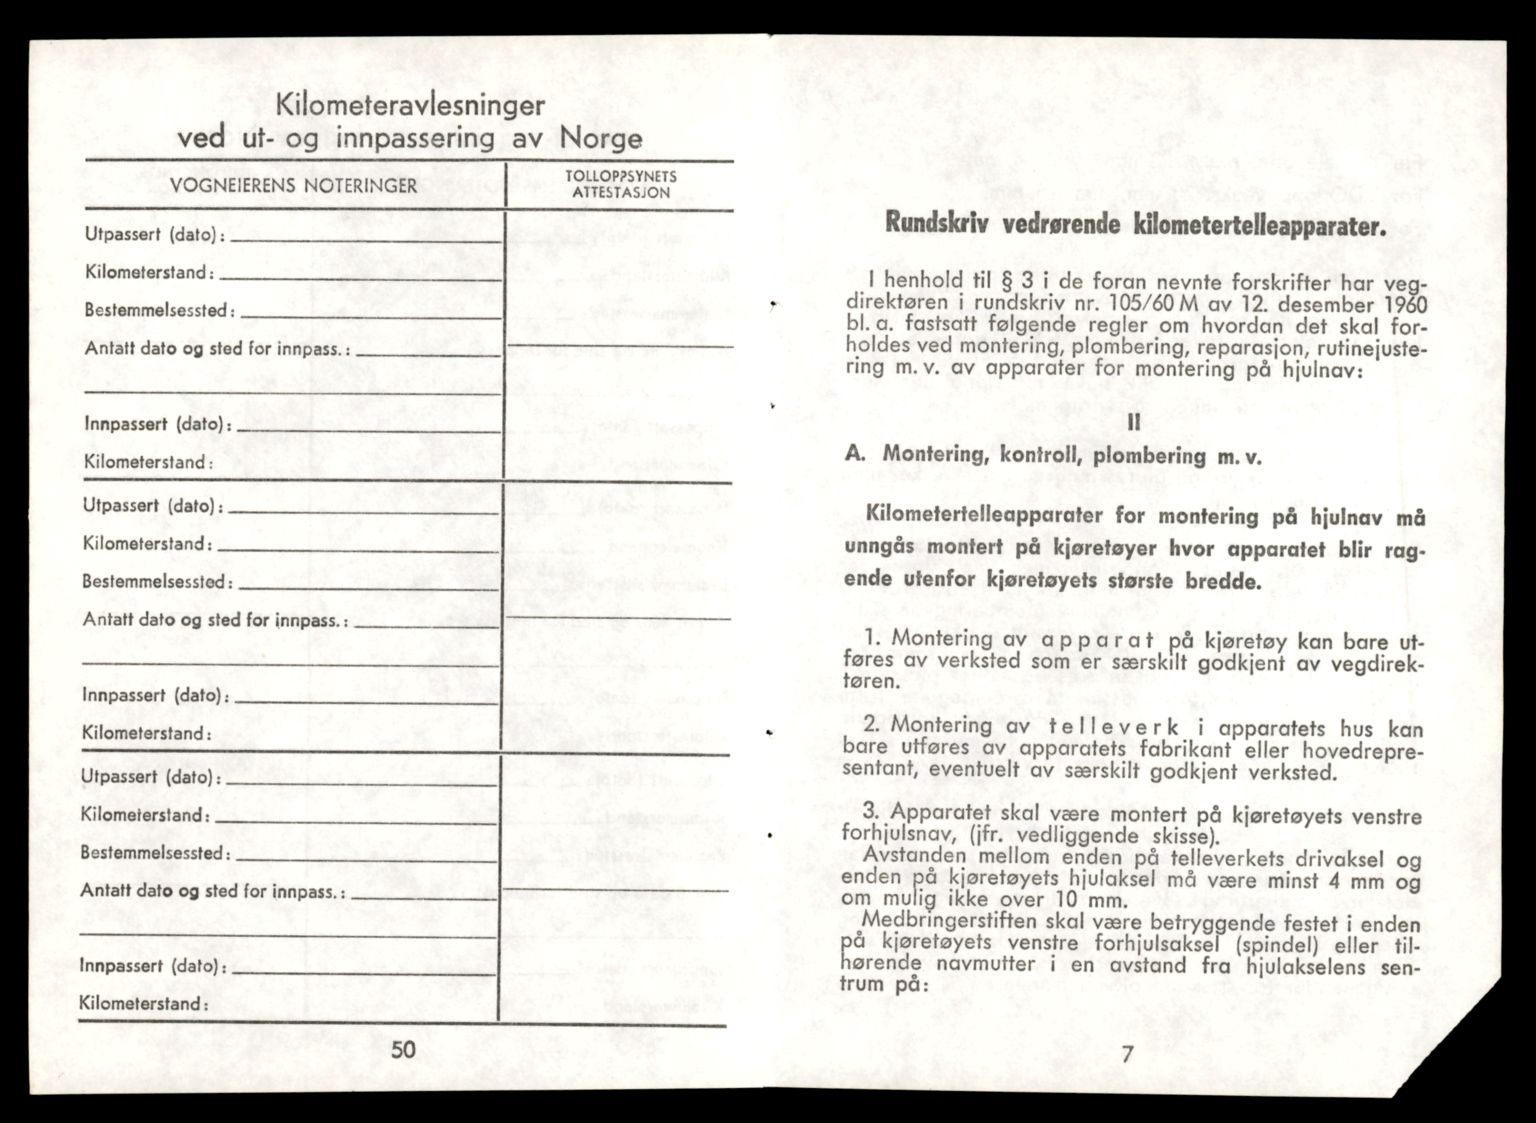 Kilometeravlesninger
ved ut- og innpassering av Norge
VOGNEIERENS NOTERINGER
TOLLOPPSYNETS
ATTESTASJON
Utpassert (dato):
Kilometerstand:
Bestemmelsessted:
Antatt dato og sted for innpass.:
Innpassert (dato):
Kilometerstand:
Utpassert (dato):
Kilometerstand:
Bestemmelsessted:
Antatt dato og sted for innpass.:
Innpassert (dato):
Kilometerstand:
Utpassert (dato):
Kilometerstand:
Bestemmelsessted:
Antatt dato og sted for innpass.:
Innpassert (dato):
Kilometerstand:
50
Rundskriv vedrørende kilometertelleapparater.
I henhold til § 3 i de foran nevnte forskrifter har veg-
direktøren i rundskriv nr. 105/60 M av 12. desember 1960
bl. a. fastsatt følgende regler om hvordan det skal for-
holdes ved montering, plombering, reparasjon, rutinejuste-
ring m. v. av apparater for montering på hjulnav:
II
A. Montering, kontroll, plombering m. v.
Kilometertelleapparater for montering på hjulnav må
unngås montert på kjøretøyer hvor apparatet blir rag-
ende utenfor kjøretøyets største bredde.
1. Montering av apparat på kjøretøy kan bare ut-
føres av verksted som er særskilt godkjent av vegdirek-
tøren.
2. Montering av telleverk i apparatets hus kan
bare utføres av apparatets fabrikant eller hovedrepre-
sentant, eventuelt av særskilt godkjent verksted.
3. Apparatet skal være montert på kjøretøyets venstre
forhjulsnav, (jfr. vedliggende skisse).
Avstanden mellom enden på telleverkets drivaksel og
enden på kjøretøyets hjulaksel må være minst 4 mm og
om mulig ikke over 10 mm.
Medbringerstiften skal være betryggende festet i enden
på kjøretøyets venstre forhjulsaksel (spindel) eller til-
hørende navmutter i en avstand fra hjulakselens sen-
trum på:
7